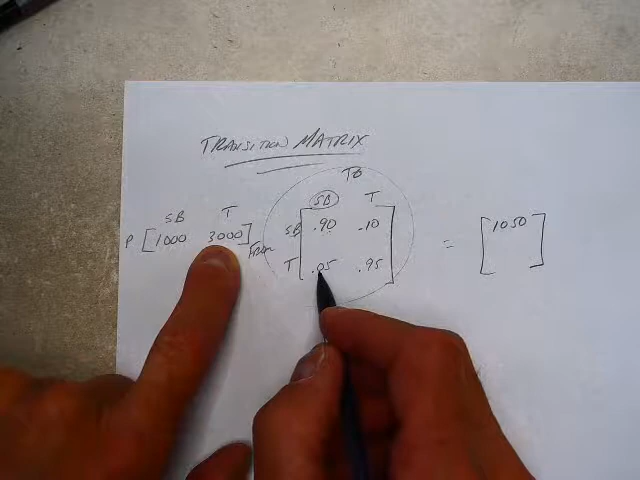 TRANSITION MATRIX
TO
SB T SB T
P [1000 3000] From SB .90 .10 = [1050]
T .05 .95